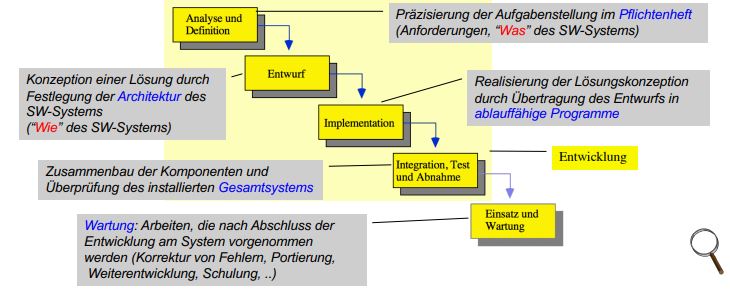 Analyse und
Definition
Präzisierung der Aufgabenstellung im Pflichtenheft
(Anforderungen, “Was” des SW-Systems)
Entwurf
Konzeption einer Lösung durch
Festlegung der Architektur des
SW-Systems
(“Wie” des SW-Systems)
Implementation
Realisierung der Lösungskonzeption
durch Übertragung des Entwurfs in
ablauffähige Programme
Integration, Test
und Abnahme
Entwicklung
Zusammenbau der Komponenten und
Überprüfung des installierten Gesamtsystems
Einsatz und
Wartung
Wartung: Arbeiten, die nach Abschluss der
Entwicklung am System vorgenommen
werden (Korrektur von Fehlern, Portierung,
Weiterentwicklung, Schulung, ..)